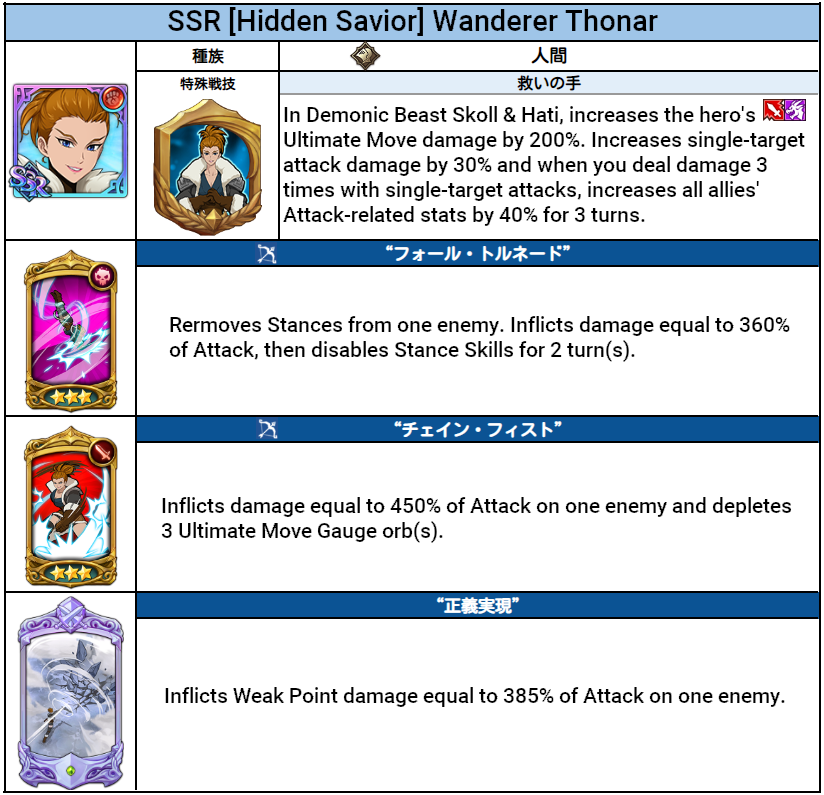 SSR [Hidden Savior] Wanderer Thonar
種族
人間
SSR
特殊戦技
救いの手
In Demonic Beast Skoll & Hati, increases the hero's
Ultimate Move damage by 200%. Increases single-target
attack damage by 30% and when you deal damage 3
times with single-target attacks, increases all allies'
Attack-related stats by 40% for 3 turns.
“フォール・トルネード”
Rermoves Stances from one enemy. Inflicts damage equal to 360%
of Attack, then disables Stance Skills for 2 turn(s).
“チェイン・フィスト”
Inflicts damage equal to 450% of Attack on one enemy and depletes
3 Ultimate Move Gauge orb(s).
“正義実現”
Inflicts Weak Point damage equal to 385% of Attack on one enemy.